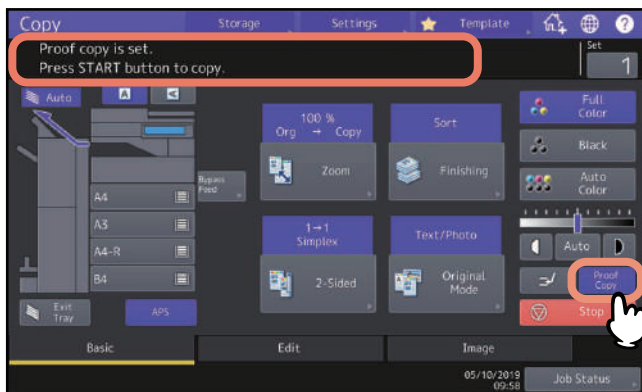 Copy
Storage
Settings
Template
?
Proof copy is set.
Press START button to copy.
Set
1
Auto
A
A
Full
Color
100 %
Org → Copy
Sort
Black
Zoom
Finishing
Bypass
Feed
Auto
Color
A4
A3
A4-R
B4
1→1
Simplex
Text/Photo
Auto
2-Sided
Original
Mode
Proof
Copy
Exit
Tray
APS
Stop
Basic
Edit
Image
05/10/2019
09:58
Job Status